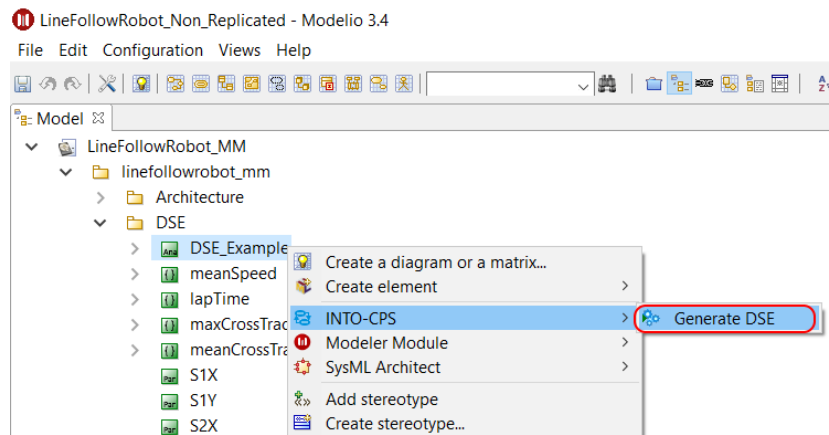 LineFollowRobot_Non_Replicated - Modelio 3.4
File Edit Configuration Views Help
Model
LineFollowRobot_MM
linefollowrobot_mm
Architecture
DSE
DSE_Example
meanSpeed
lapTime
maxCrossTrac
meanCrossTra
S1X
S1Y
S2X
Create a diagram or a matrix...
Create element
INTO-CPS
Generate DSE
Modeler Module
SysML Architect
Add stereotype
Create stereotype...